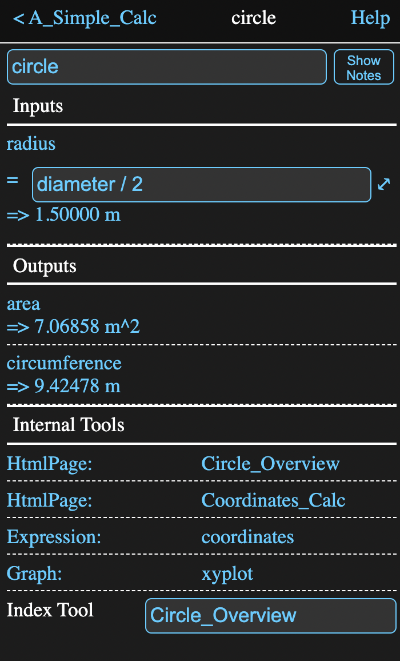 < A_Simple_Calc circle Help
circle Show Notes
Inputs
radius
= diameter / 2
=> 1.50000 m
Outputs
area
=> 7.06858 m^2
circumference
=> 9.42478 m
Internal Tools
HtmlPage: Circle_Overview
HtmlPage: Coordinates_Calc
Expression: coordinates
Graph: xyplot
Index Tool Circle_Overview